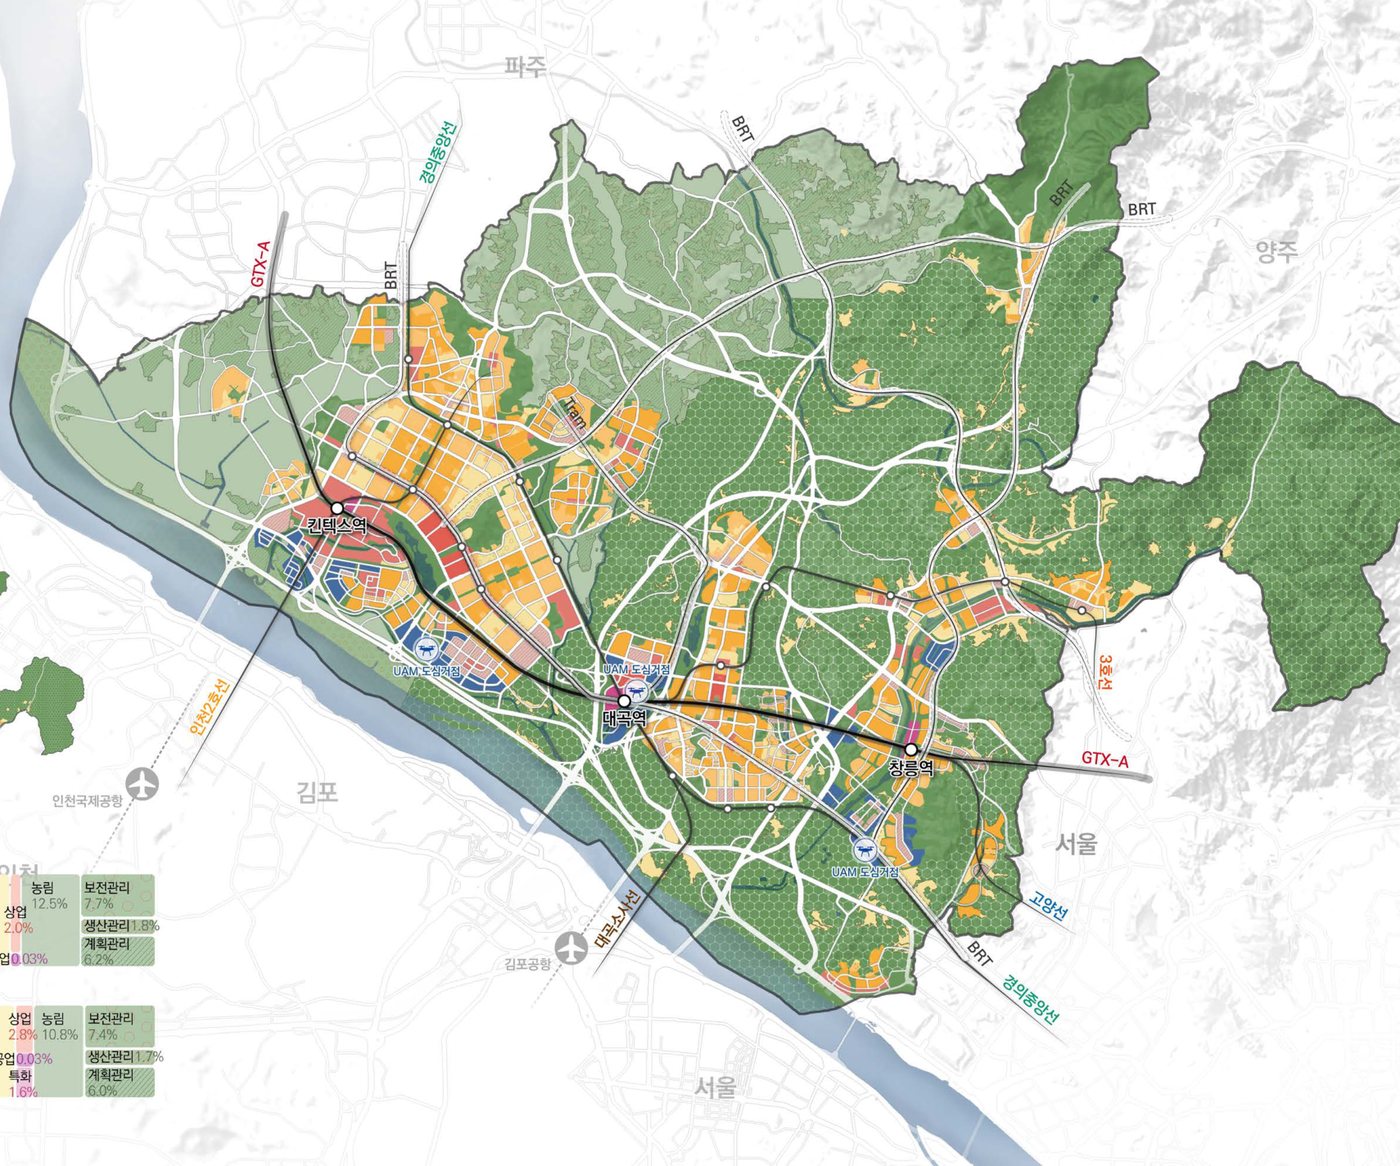 파주
BRT
경의중앙선
BRT
BRT
양주
GTX-A
BRT
Tram
킨텍스역
UAM 도심거점
UAM 도심거점
대곡역
3호선
인천2호선
GTX-A
창릉역
인천국제공항
김포
서울
UAM 도심거점
고양선
대곡소사선
김포공항
BRT
경의중앙선
서울
농림
12.5%
보전관리
7.7%
상업
2.0%
생산관리 1.8%
계획관리
6.2%
0.03%
상업
2.8%
농림
10.8%
보전관리
7.4%
0.03%
생산관리 1.7%
특화
1.6%
계획관리
6.0%